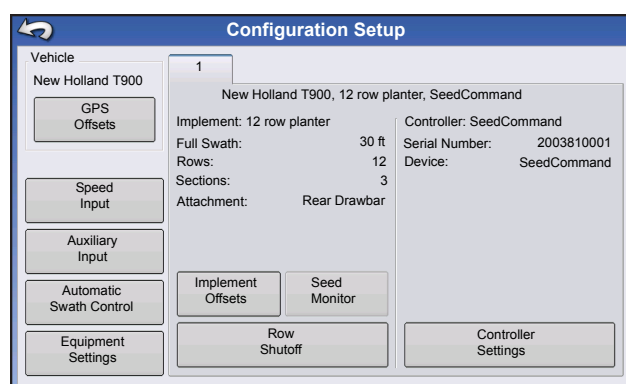 Configuration Setup
Vehicle
New Holland T900
GPS
Offsets
Speed
Input
Auxiliary
Input
Automatic
Swath Control
Equipment
Settings
1
New Holland T900, 12 row planter, SeedCommand
Implement: 12 row planter
Full Swath: 30 ft
Rows: 12
Sections: 3
Attachment: Rear Drawbar
Implement
Offsets
Seed
Monitor
Row
Shutoff
Controller: SeedCommand
Serial Number: 2003810001
Device: SeedCommand
Controller
Settings